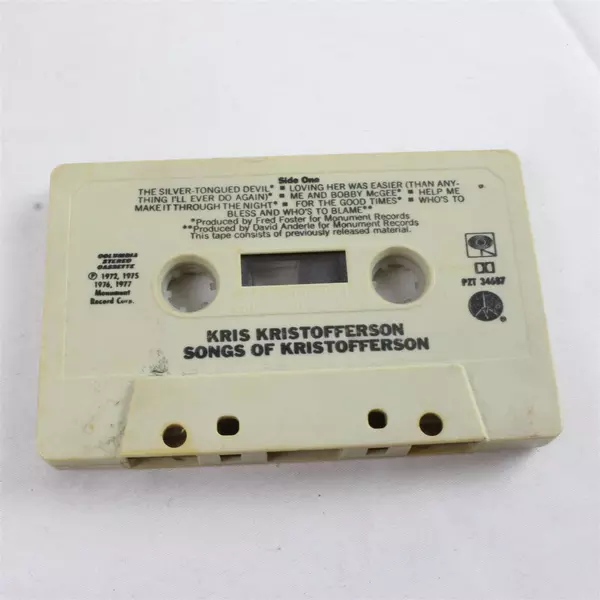 Side One
THE SILVER-TONGUED DEVIL* ▪ LOVING HER WAS EASIER (THAN ANY-
THING I'LL EVER DO AGAIN)* ▪ ME AND BOBBY McGEE* ▪ HELP ME
MAKE IT THROUGH THE NIGHT* ▪ FOR THE GOOD TIMES* ▪ WHO'S TO
BLESS AND WHO'S TO BLAME**
*Produced by Fred Foster for Monument Records
**Produced by David Anderle for Monument Records
This tape consists of previously released material.
COLUMBIA
STEREO
CASSETTE
Ⓟ 1972, 1975
1976, 1977
Monument
Record Corp.
PZT 34687
KRIS KRISTOFFERSON
SONGS OF KRISTOFFERSON